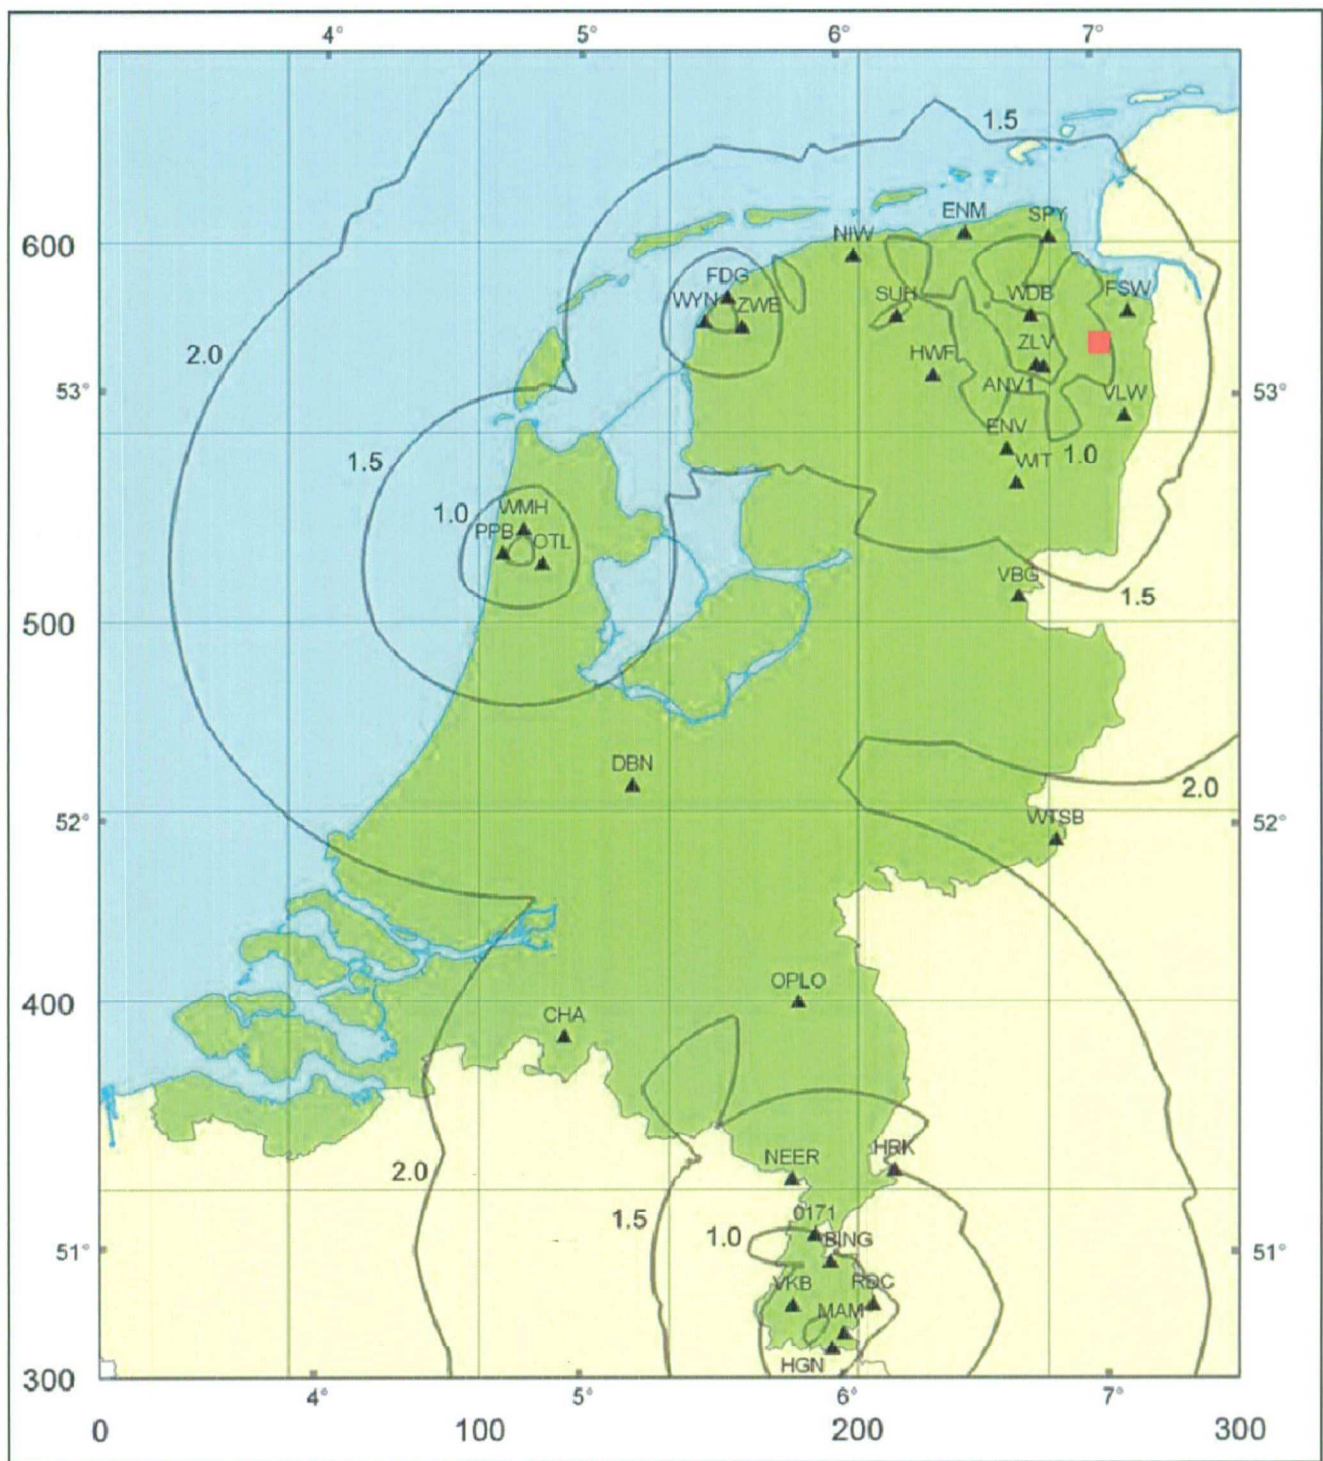 4° 5° 6° 7°
1.5
ENM SPY
600
NIW
FDG
WYN ZWE
SUH WDB FSW
2.0
HWF ZLV
53° 53°
ANV1 VLW
ENV
1.5 1.0
WIT
1.0 WMH
PPB OTL
VBG
1.5
500
DBN
2.0
52° 52°
WTSB
OPLO
400
CHA
2.0 NEER HRK
1.5 0171
1.0 BING
51° 51°
VKB RDC
MAM
HGN
300
4° 5° 6° 7°
0 100 200 300